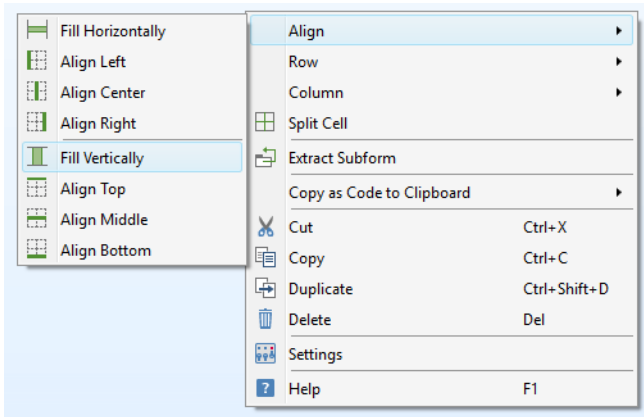 Fill Horizontally
Align Left
Align Center
Align Right
Fill Vertically
Align Top
Align Middle
Align Bottom
Align
Row
Column
Split Cell
Extract Subform
Copy as Code to Clipboard
Cut Ctrl+X
Copy Ctrl+C
Duplicate Ctrl+Shift+D
Delete Del
Settings
? Help F1